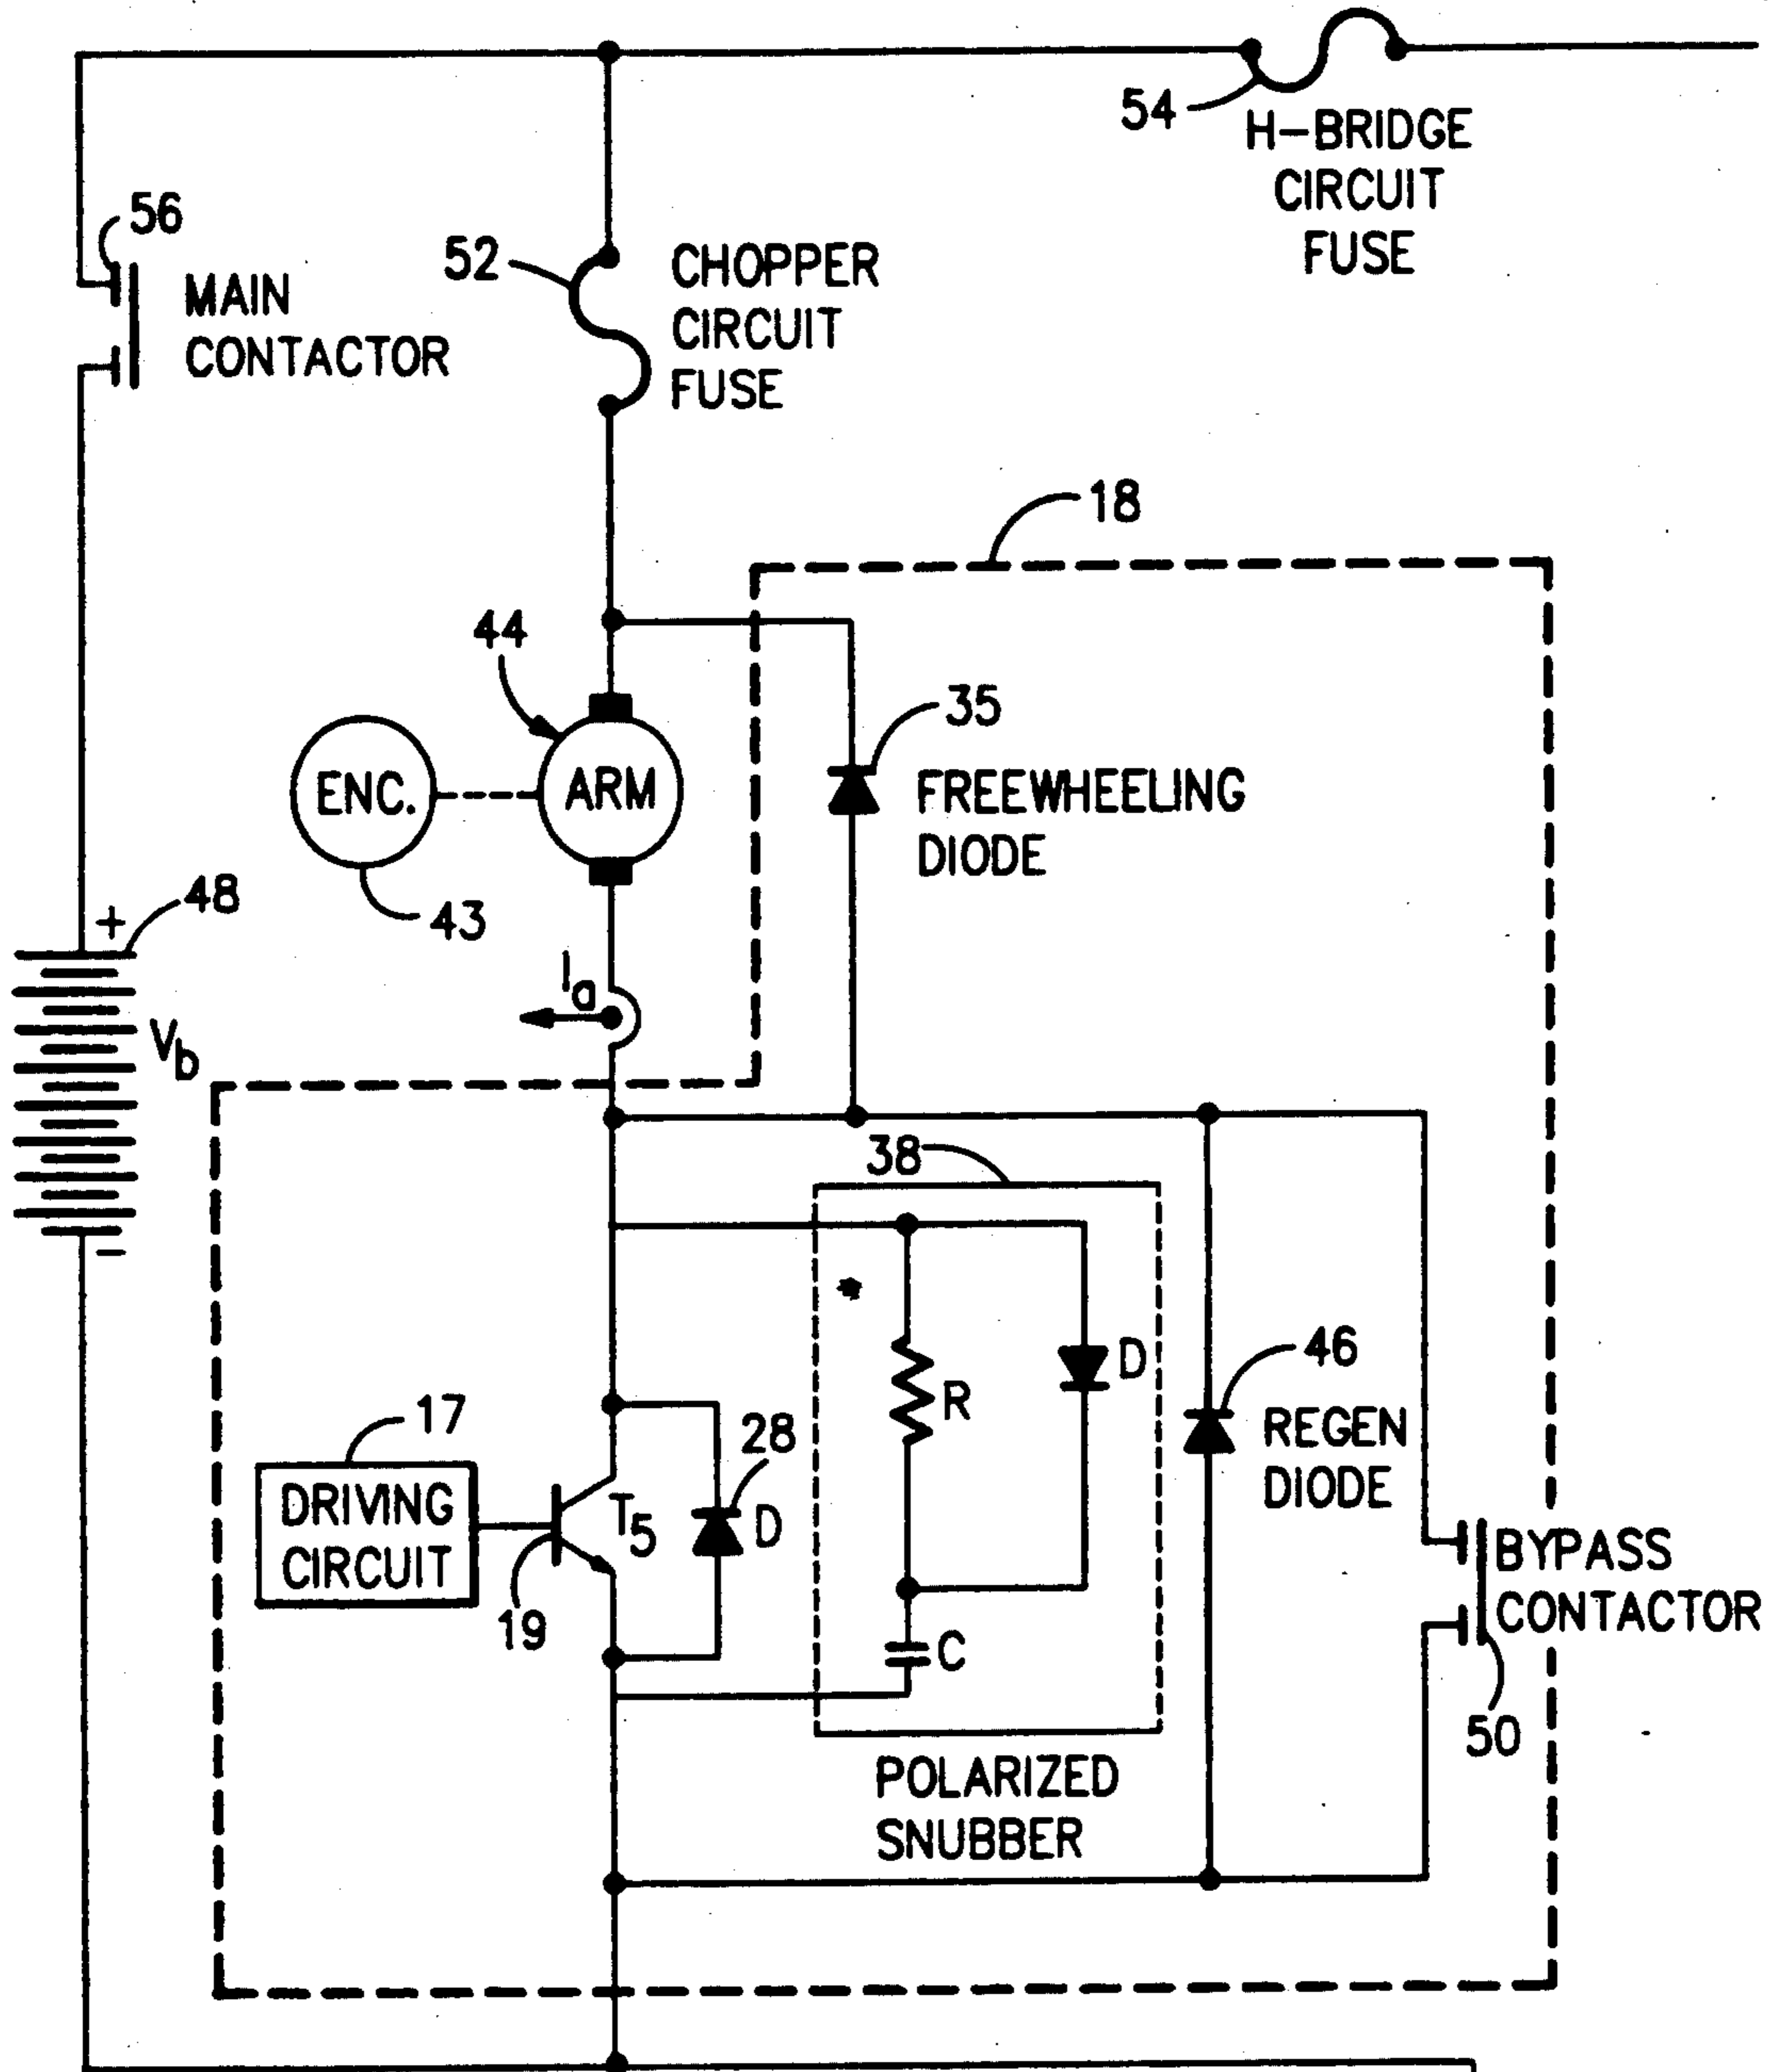 54
H-BRIDGE
CIRCUIT
FUSE
56
MAIN
CONTACTOR
52
CHOPPER
CIRCUIT
FUSE
18
44
35
ENC.
ARM
FREEWHEELING
DIODE
43
+
48
Ia
Vb
-
38
*
R
D
46
REGEN
DIODE
17
DRIVING
CIRCUIT
28
T5
D
19
C
BYPASS
CONTACTOR
50
POLARIZED
SNUBBER